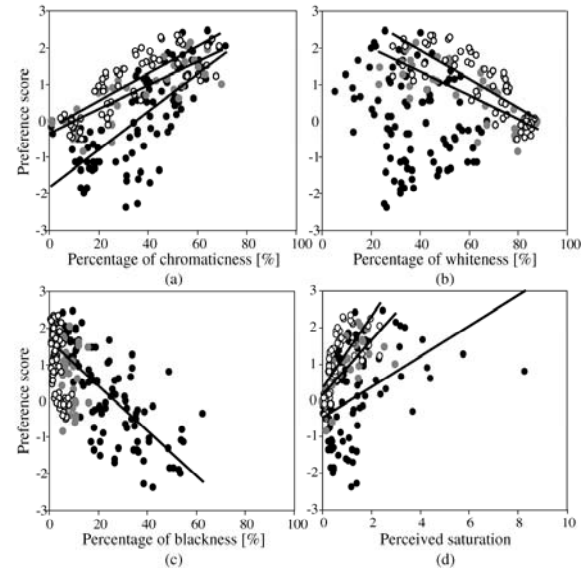 3
2
1
0
-1
-2
-3
0 20 40 60 80 100
Preference score
Percentage of chromaticness [%]
(a)
3
2
1
0
-1
-2
-3
0 20 40 60 80 100
Percentage of whiteness [%]
(b)
3
2
1
0
-1
-2
-3
0 20 40 60 80 100
Preference score
Percentage of blackness [%]
(c)
3
2
1
0
-1
-2
-3
0 2 4 6 8 10
Perceived saturation
(d)